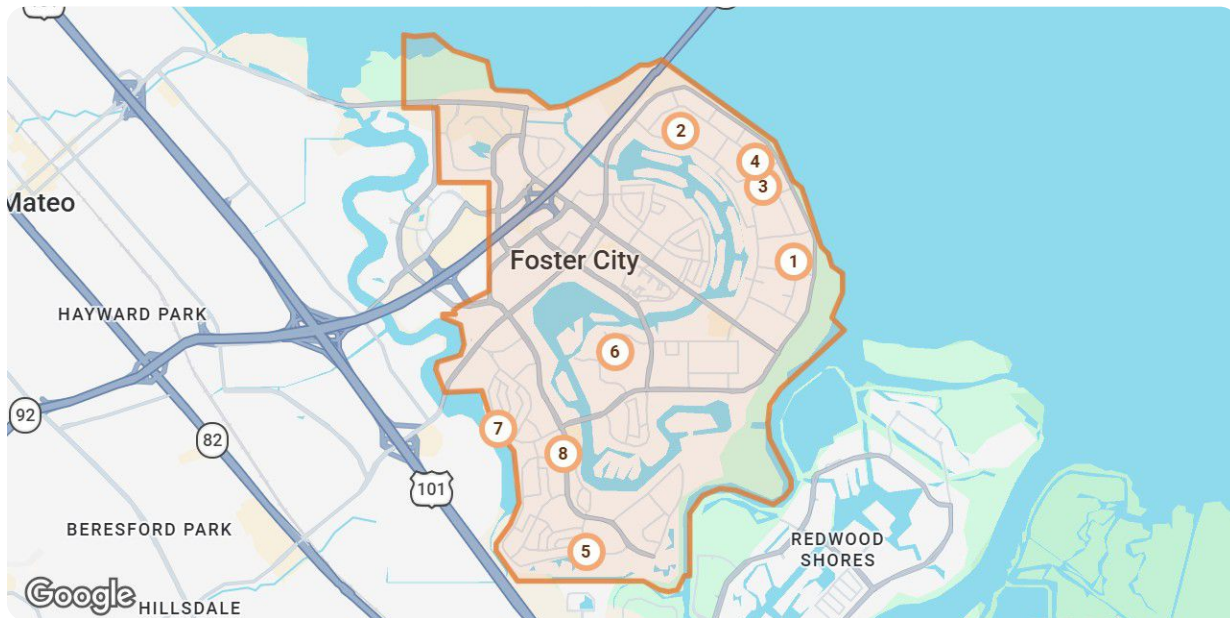 2
4
3
Mateo
1
Foster City
HAYWARD PARK
6
92
82
7
8
101
BERESFORD PARK
5
REDWOOD
SHORES
Google
HILLSDALE